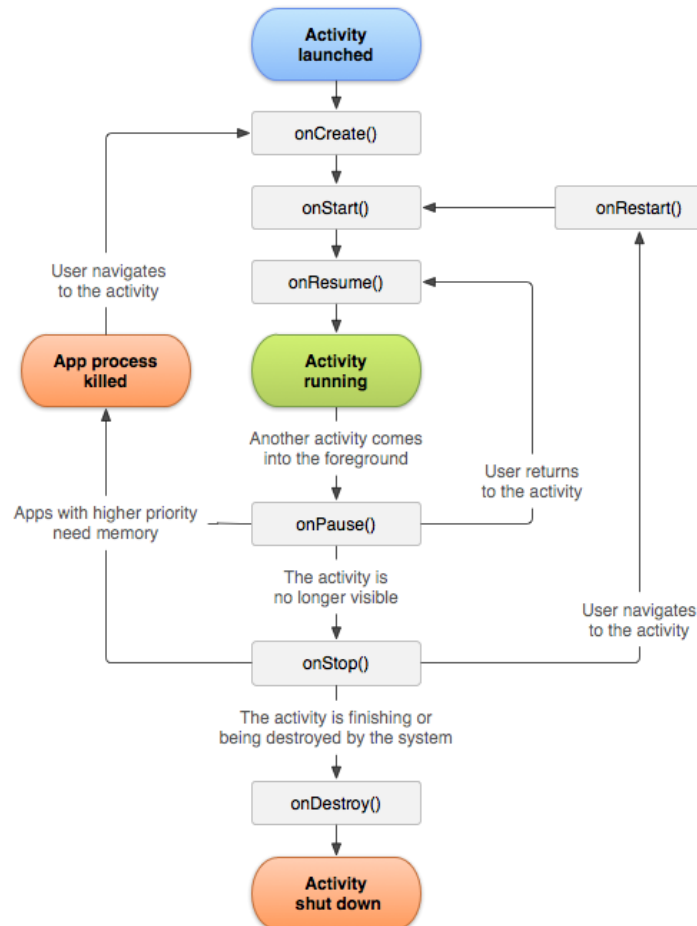 Activity
launched
onCreate()
onStart()
onRestart()
User navigates
to the activity
onResume()
App process
killed
Activity
running
Another activity comes
into the foreground
User returns
to the activity
Apps with higher priority
need memory
onPause()
The activity is
no longer visible
User navigates
to the activity
onStop()
The activity is finishing or
being destroyed by the system
onDestroy()
Activity
shut down